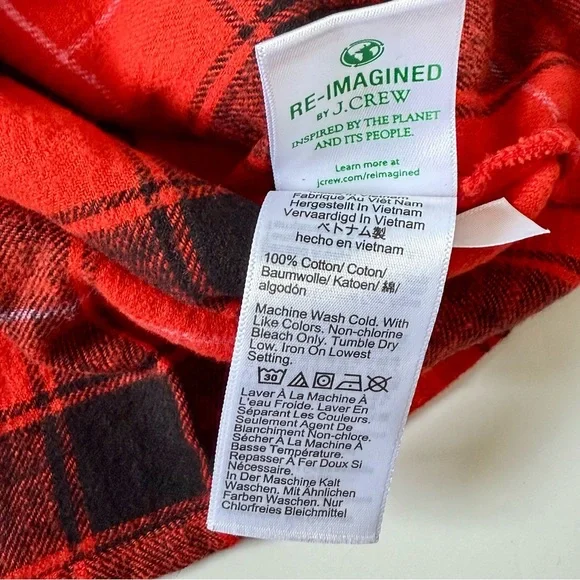 RE-IMAGINED
BY J.CREW
INSPIRED BY THE PLANET
AND ITS PEOPLE.
Learn more at
jcrew.com/reimagined
Fabriqué Au Viêt Nam
Hergestellt In Vietnam
Vervaardigd In Vietnam
ベトナム製
hecho en vietnam
100% Cotton/ Coton/
Baumwolle/ Katoen/ 綿/
algodón
Machine Wash Cold. With
Like Colors. Non-chlorine
Bleach Only. Tumble Dry
Low. Iron On Lowest
Setting.
30
Laver À La Machine À
L'eau Froide. Laver En
Séparant Les Couleurs.
Seulement Agent De
Blanchiment Non-chlore.
Sécher À La Machine À
Basse Température.
Repasser À Fer Doux Si
Nécessaire.
In Der Maschine Kalt
Waschen. Mit Ähnlichen
Farben Waschen. Nur
Chlorfreies Bleichmittel